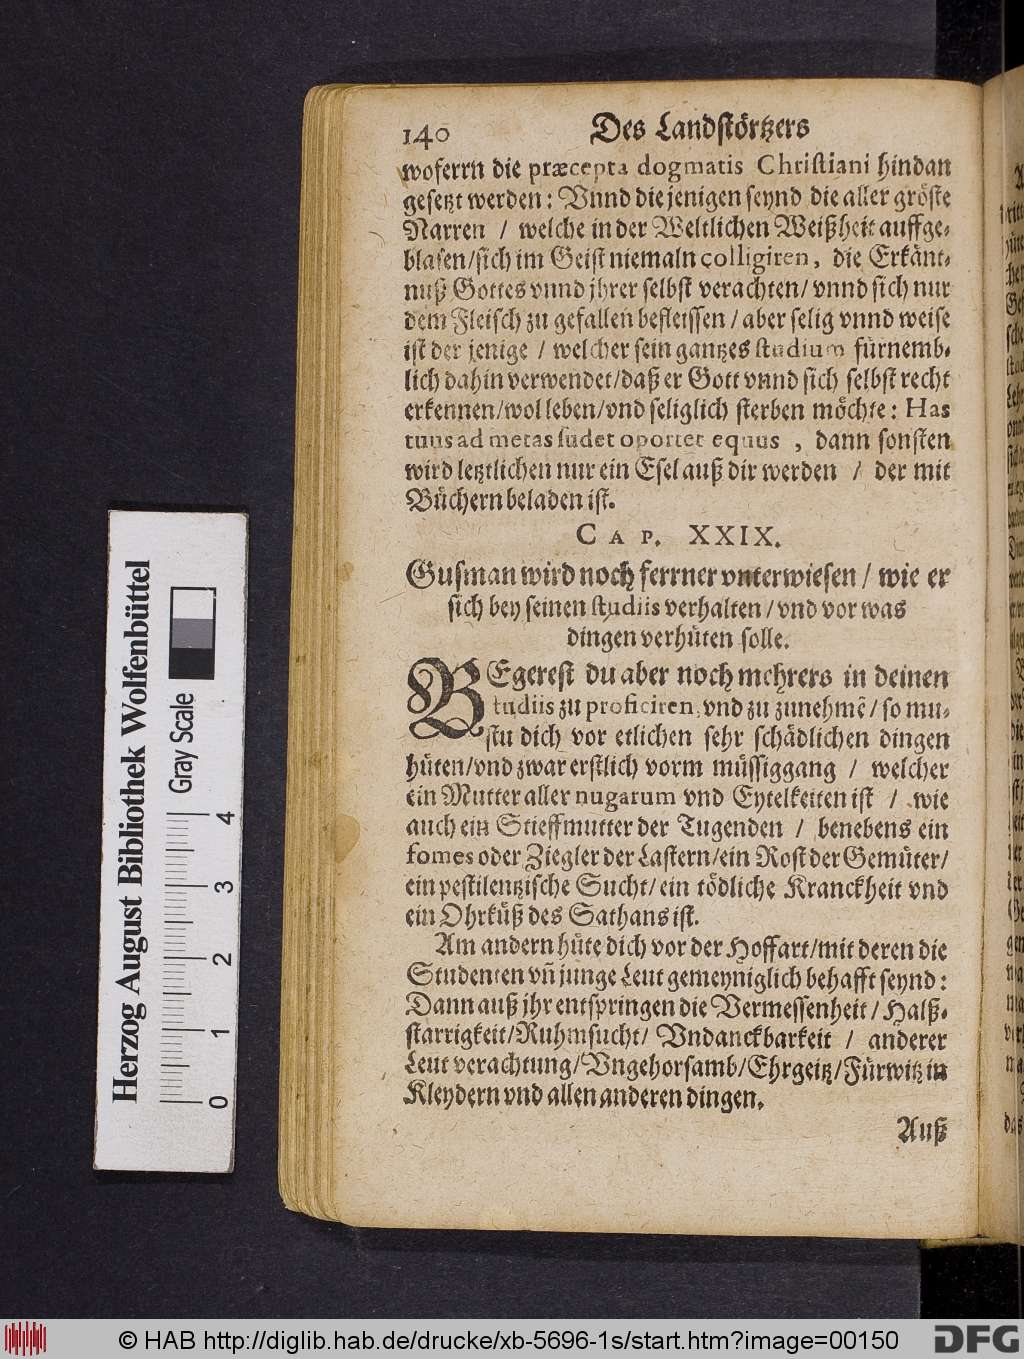 140 Des Landstörtzers
woferrn die præcepta dogmatis Christiani hindan
gesetzt werden: Vnnd die jenigen seynd die aller gröste
Narren / welche in der Weltlichen Weißheit auffge-
blasen/sich im Geist niemaln colligiren, die Erkänt-
nuß Gottes vnnd jhrer selbst verachten/ vnnd sich nur
dem Fleisch zu gefallen befleissen / aber selig vnnd weise
ist der jenige / welcher sein gantzes studium fürnemb-
lich dahin verwendet/daß er Gott vnnd sich selbst recht
erkennen/wol leben/vnd seliglich sterben möchte: Has
tuus ad metas sudet oportet equus , dann sonsten
wird letztlichen nur ein Esel auß dir werden / der mit
Büchern beladen ist.
CAP. XXIX.
Gusman wird noch ferrner vnterwiesen / wie er
sich bey seinen studiis verhalten / vnd vor was
dingen verhüten solle.
BEgerest du aber noch mehrers in deinen
studiis zu proficiren, vnd zu zunehmẽ / so mu-
stu dich vor etlichen sehr schädlichen dingen
hüten/vnd zwar erstlich vorm müssiggang / welcher
ein Mutter aller nugarum vnd Eytelkeiten ist / wie
auch ein Stieffmutter der Tugenden / benebens ein
fomes oder Ziegler der Lastern/ein Rost der Gemüter/
ein pestilentzische Sucht/ein tödliche Kranckheit vnd
ein Ohrküß des Sathans ist.
Am andern hüte dich vor der Hoffart/mit deren die
Studenten vñ junge Leut gemeyniglich behafft seynd:
Dann auß jhr entspringen die Vermessenheit / Halß-
starrigkeit/Ruhmsucht/ Vndanckbarkeit / anderer
Leut verachtung/Vngehorsamb/Ehrgeitz/Fürwitz in
Kleydern vnd allen anderen dingen.
Auß
Herzog August Bibliothek Wolfenbüttel
Gray Scale
0 1 2 3 4
© HAB http://diglib.hab.de/drucke/xb-5696-1s/start.htm?image=00150
DFG